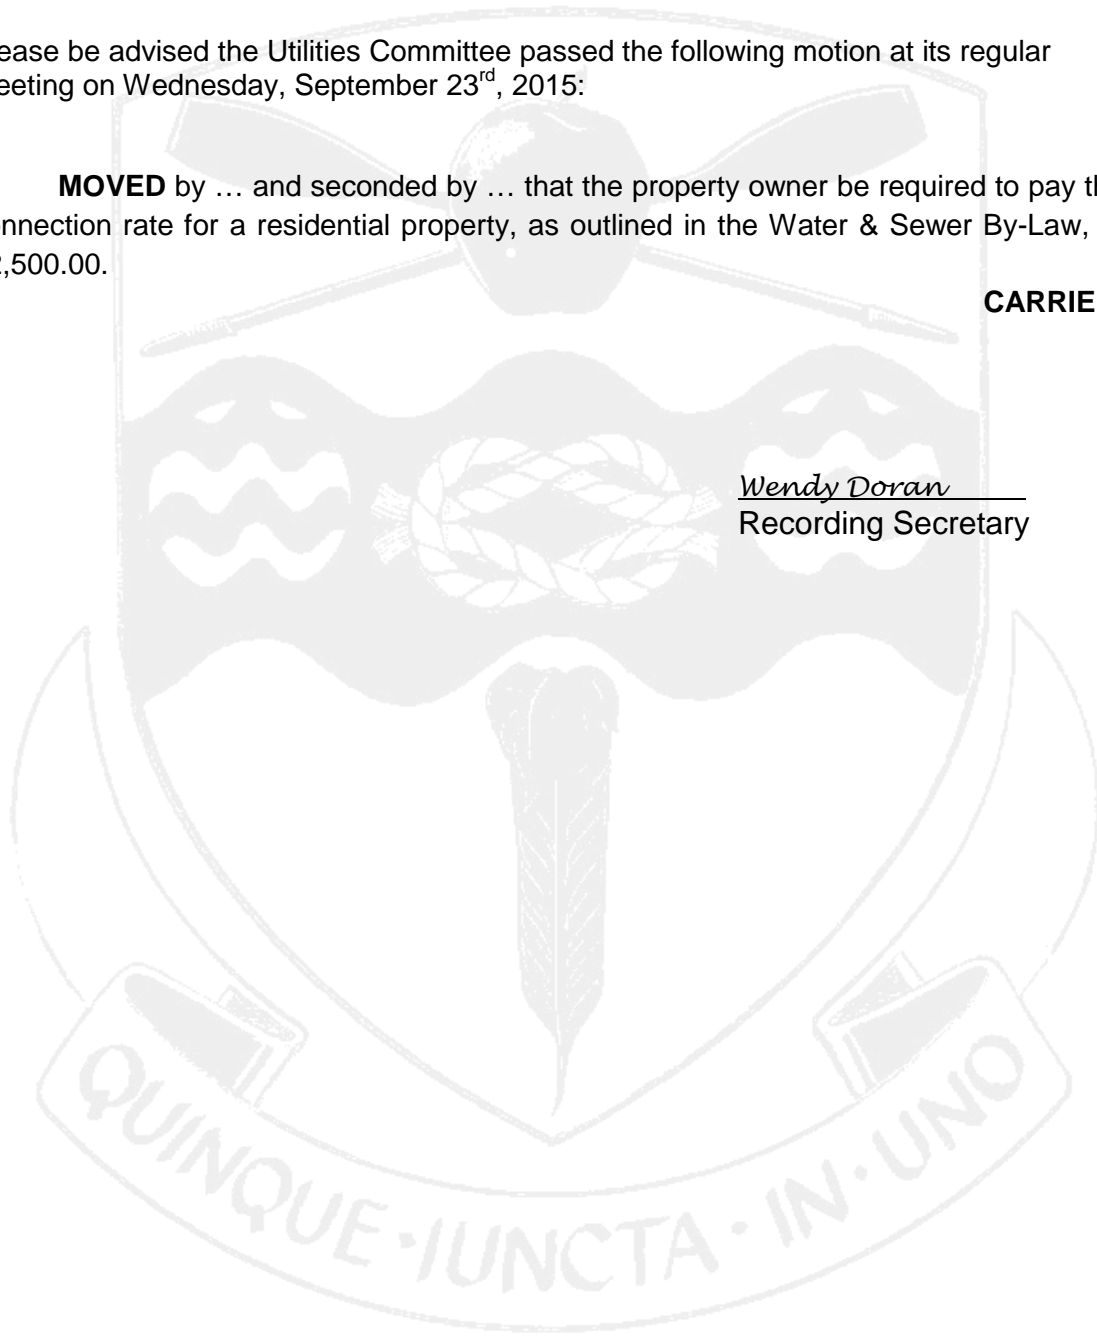 ease be advised the Utilities Committee passed the following motion at its regular
eeting on Wednesday, September 23rd, 2015:
MOVED by … and seconded by … that the property owner be required to pay th
onnection rate for a residential property, as outlined in the Water & Sewer By-Law,
2,500.00.
CARRIE
Wendy Doran
Recording Secretary
QUINQUE·IUNCTA·IN·UNO